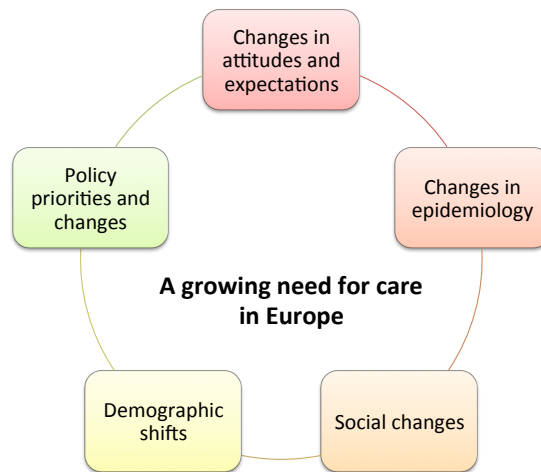 Changes in
attitudes and
expectations
Policy
priorities and
changes
Changes in
epidemiology
A growing need for care
in Europe
Demographic
shifts
Social changes